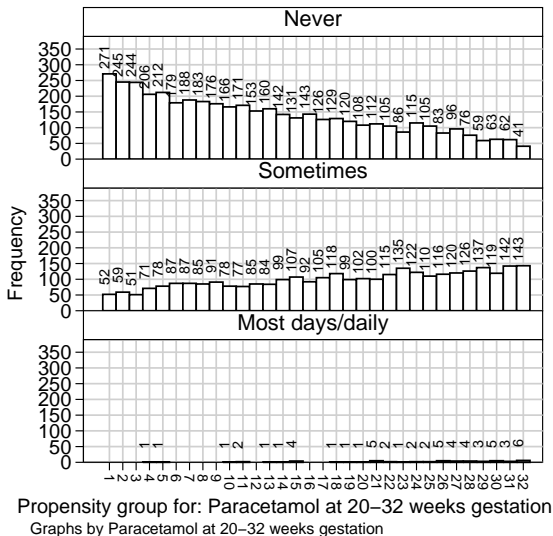 Never
350
300
250
200
150
100
50
0
271 245 244 206 212 179 188 183 176 166 171 153 160 142 131 143 126 129 120 108 112 105 86 115 105 83 96 76 59 63 62 41
Sometimes
Frequency
350
300
250
200
150
100
50
0
52 59 51 71 78 87 87 85 91 78 77 85 84 99 107 92 105 118 99 102 100 115 135 122 110 116 120 126 137 119 142 143
Most days/daily
350
300
250
200
150
100
50
0
1 1 1 2 1 1 4 1 1 1 5 2 1 2 2 5 4 4 3 5 3 6
1 2 3 4 5 6 7 8 9 10 11 12 13 14 15 16 17 18 19 20 21 22 23 24 25 26 27 28 29 30 31 32
Propensity group for: Paracetamol at 20−32 weeks gestation
Graphs by Paracetamol at 20−32 weeks gestation